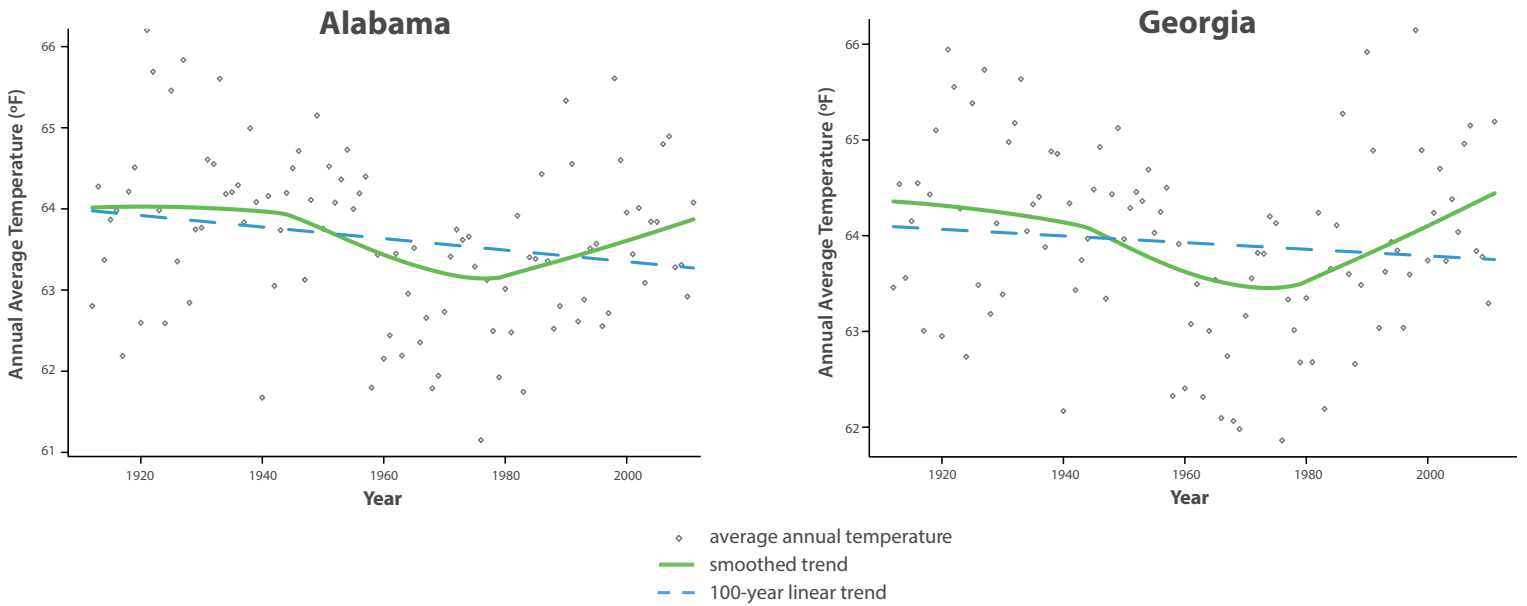 Alabama
Annual Average Temperature (ºF)
66
65
64
63
62
61
1920
1940
1960
1980
2000
Year
Georgia
Annual Average Temperature (ºF)
66
65
64
63
62
1920
1940
1960
1980
2000
Year
average annual temperature
smoothed trend
100-year linear trend